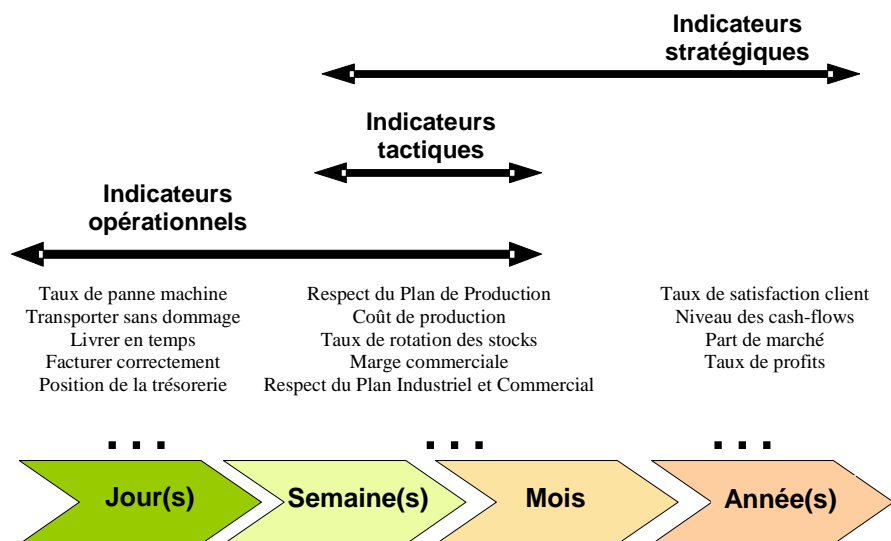 Indicateurs
stratégiques
Indicateurs
tactiques
Indicateurs
opérationnels
Taux de panne machine
Transporter sans dommage
Livrer en temps
Facturer correctement
Position de la trésorerie
Respect du Plan de Production
Coût de production
Taux de rotation des stocks
Marge commerciale
Respect du Plan Industriel et Commercial
Taux de satisfaction client
Niveau des cash-flows
Part de marché
Taux de profits
... ... ...
Jour(s) Semaine(s) Mois Année(s)